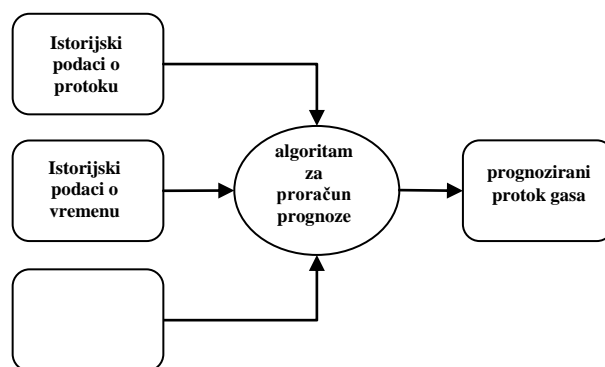 Istorijski
podaci o
protoku
Istorijski
podaci o
vremenu
algoritam
za
proračun
prognoze
prognozirani
protok gasa